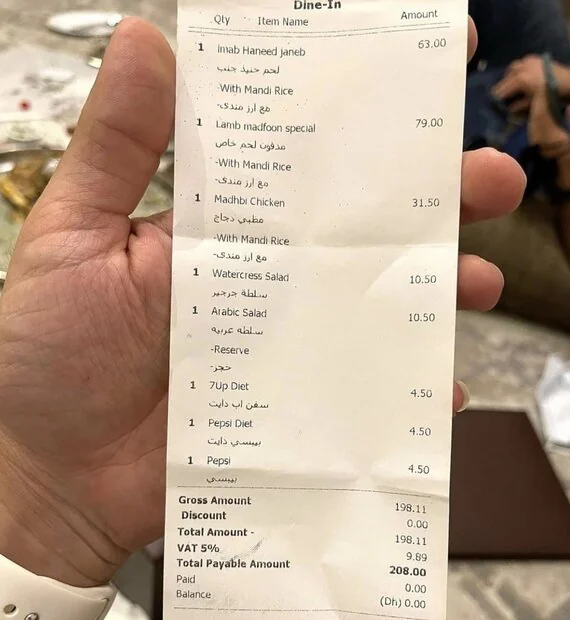 Dine-In
Qty Item Name Amount
1 lmab Haneed Janeb 63.00
لحم حنيذ جنب
-With Mandi Rice
-مع ارز مندى
1 Lamb madfoon special 79.00
مدفون لحم خاص
-With Mandi Rice
-مع ارز مندى
1 Madhbi Chicken 31.50
مظبي دجاج
-With Mandi Rice
-مع ارز مندى
1 Watercress Salad 10.50
سلطة جرجير
1 Arabic Salad 10.50
سلطه عربيه
-Reserve
-حجز
1 7Up Diet 4.50
سفن اب دايت
1 Pepsi Diet 4.50
بيبسي دايت
1 Pepsi 4.50
بيبسي
Gross Amount 198.11
Discount 0.00
Total Amount - 198.11
VAT 5% 9.89
Total Payable Amount 208.00
Paid 0.00
Balance (Dh) 0.00